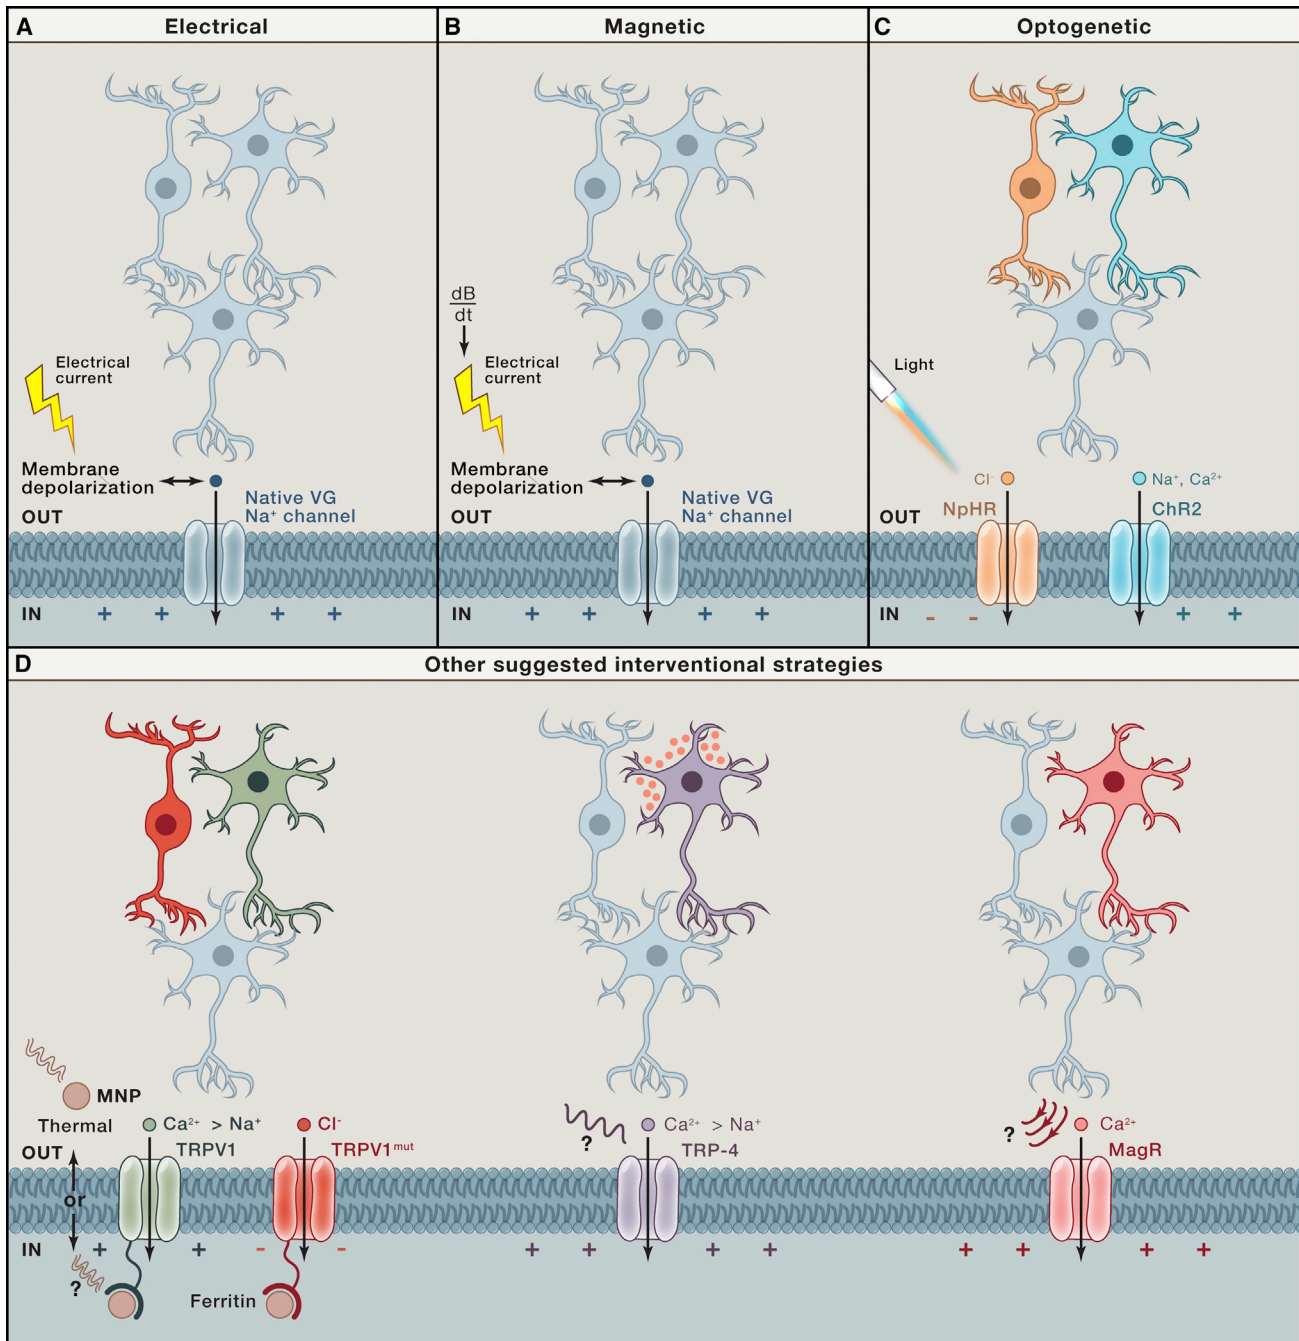 A Electrical
Electrical
current
Membrane
depolarization
Native VG
Na⁺ channel
OUT
IN
+ + + +
B Magnetic
dB
dt
Electrical
current
Membrane
depolarization
Native VG
Na⁺ channel
OUT
IN
+ + + +
C Optogenetic
Light
Cl⁻
Na⁺, Ca²⁺
NpHR
ChR2
OUT
IN
- - + +
D Other suggested interventional strategies
MNP
Thermal
Ca²⁺ > Na⁺
Cl⁻
OUT
TRPV1
TRPV1ᵐᵘᵗ
or
IN
+ + - -
?
Ferritin
?
Ca²⁺ > Na⁺
TRP-4
+ + + +
?
Ca²⁺
MagR
+ + + +